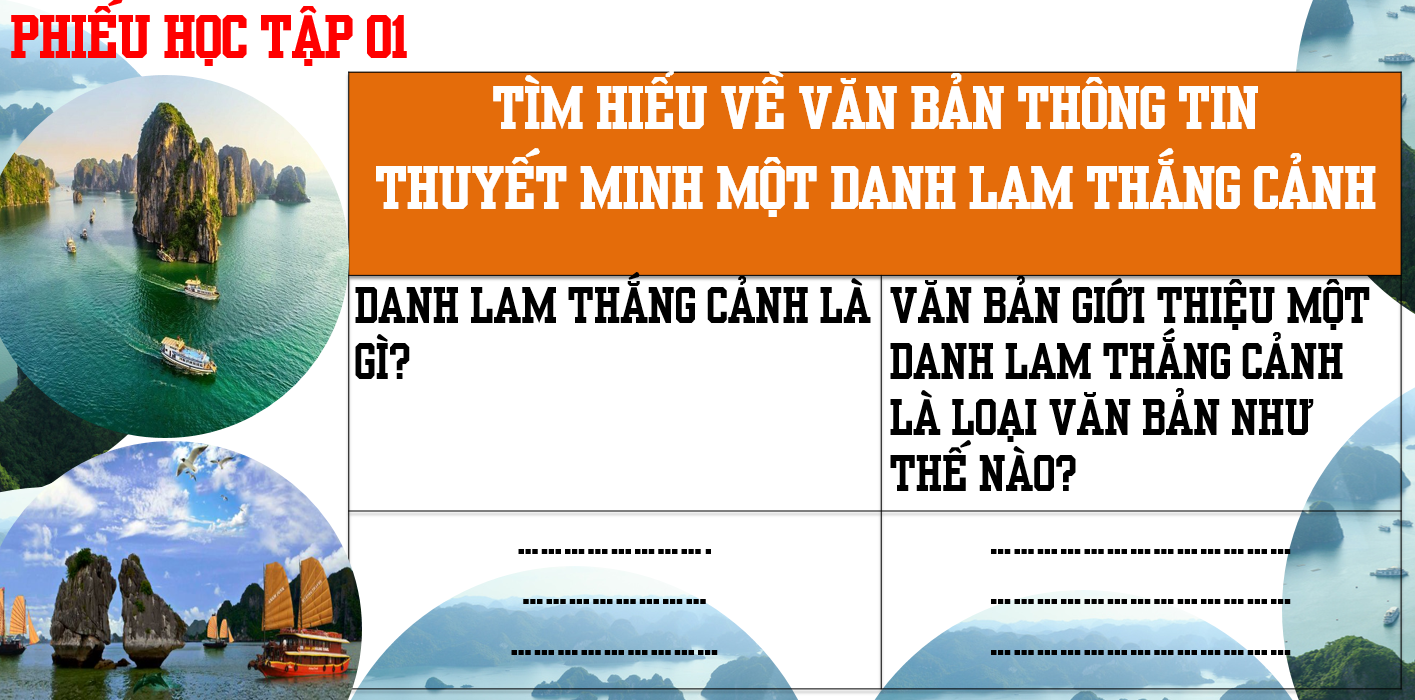 PHIẾU HỌC TẬP 01
TÌM HIỂU VỀ VĂN BẢN THÔNG TIN
THUYẾT MINH MỘT DANH LAM THẮNG CẢNH
DANH LAM THẮNG CẢNH LÀ
GÌ?
VĂN BẢN GIỚI THIỆU MỘT
DANH LAM THẮNG CẢNH
LÀ LOẠI VĂN BẢN NHƯ
THẾ NÀO?
…………………….
……………………
………………………
…………………………………
…………………………………
…………………………………